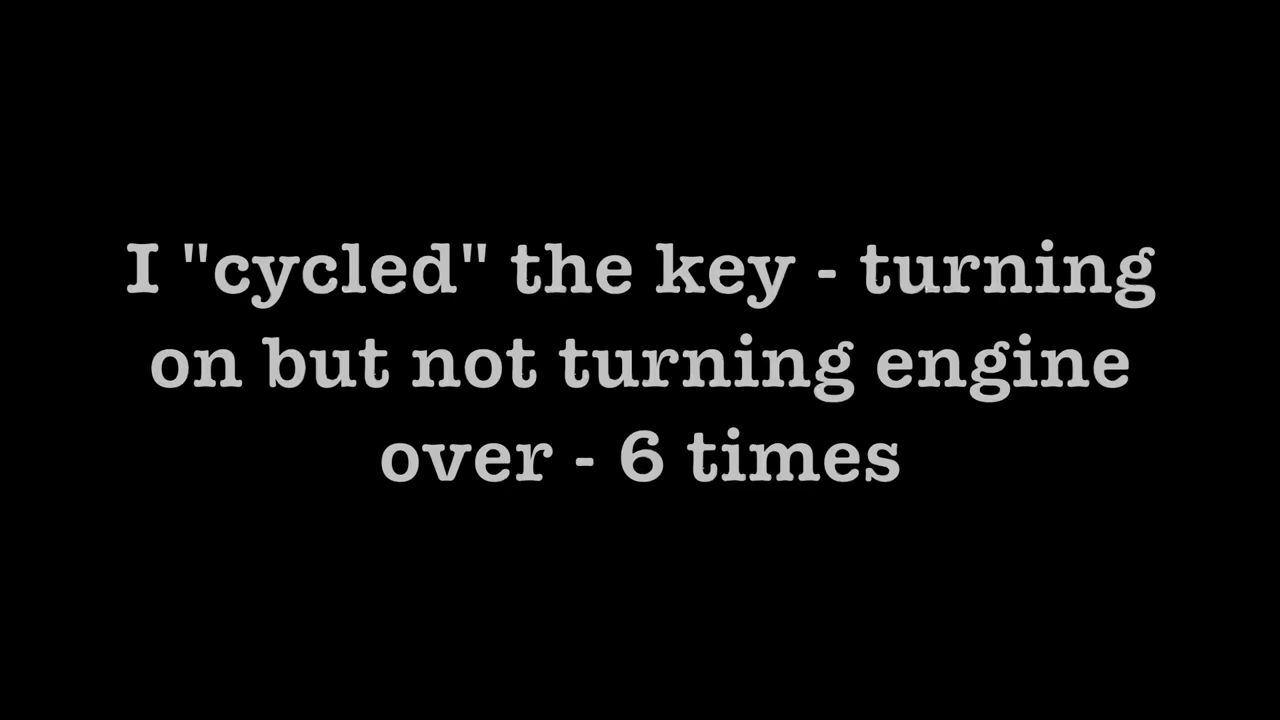 I "cycled" the key - turning
on but not turning engine
over - 6 times